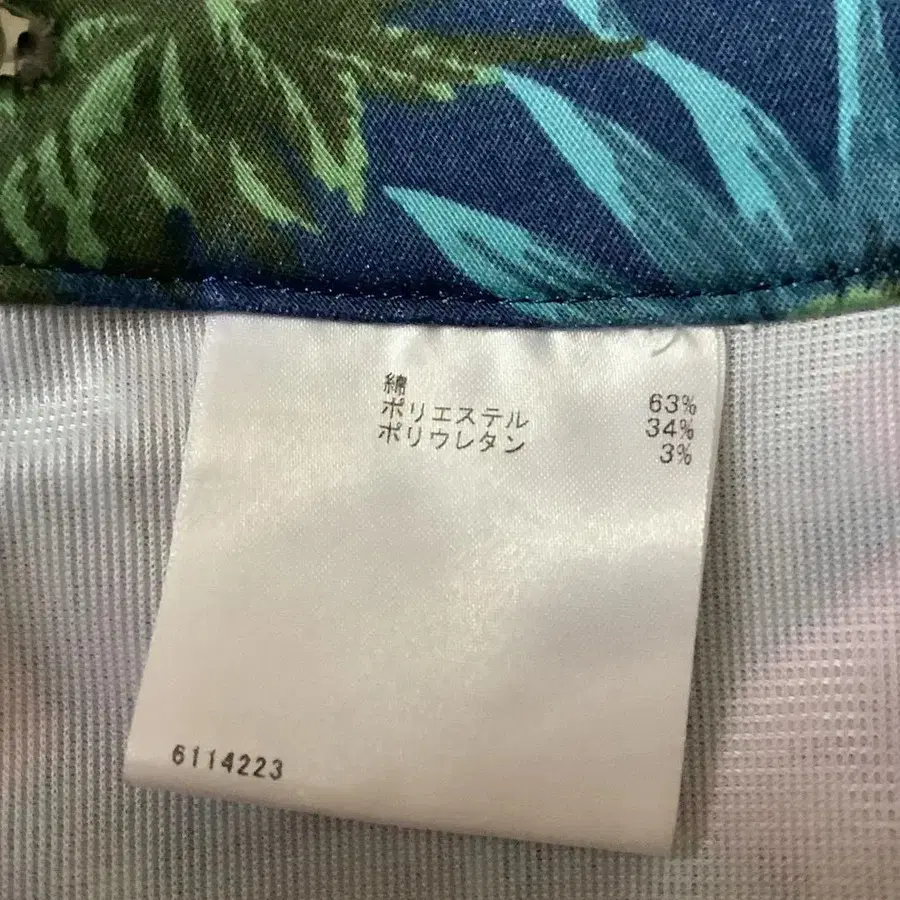 綿 63%
ポリエステル 34%
ポリウレタン 3%
6114223